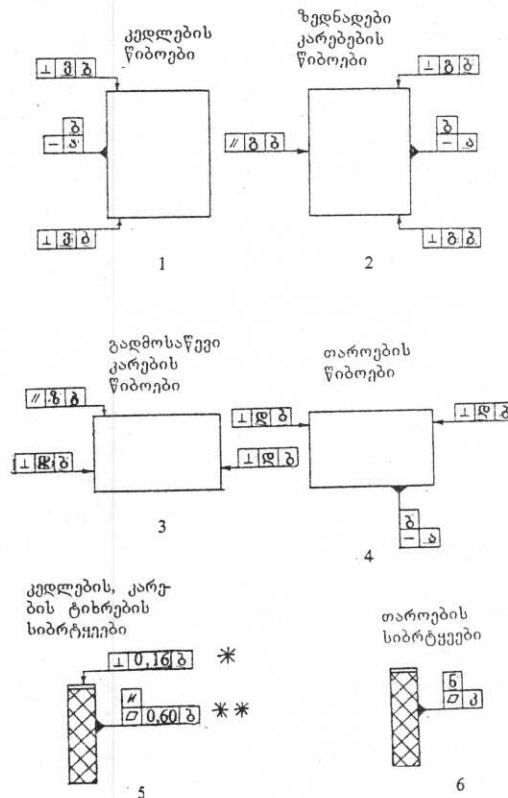 კედლების
წიბოები
ზედნადები
კარებების
წიბოები
⊥ ვ ბ
⊥ გ ბ
ბ
— ა
// გ ბ
ბ
— ა
⊥ ვ ბ
⊥ გ ბ
1
2
გადმოსაწევი
კარების
წიბოები
თაროების
წიბოები
// ზ ბ
⊥ დ ბ
⊥ დ ბ
⊥ ბ
⊥ დ ბ
3
4
ბ
— ა
კედლების, კარე-
ბის ტიხრების
სიბრტყეები
თაროების
სიბრტყეები
⊥ 0,16 ბ *
ნ
▱ კ
▱ 0,60 ბ **
5
6